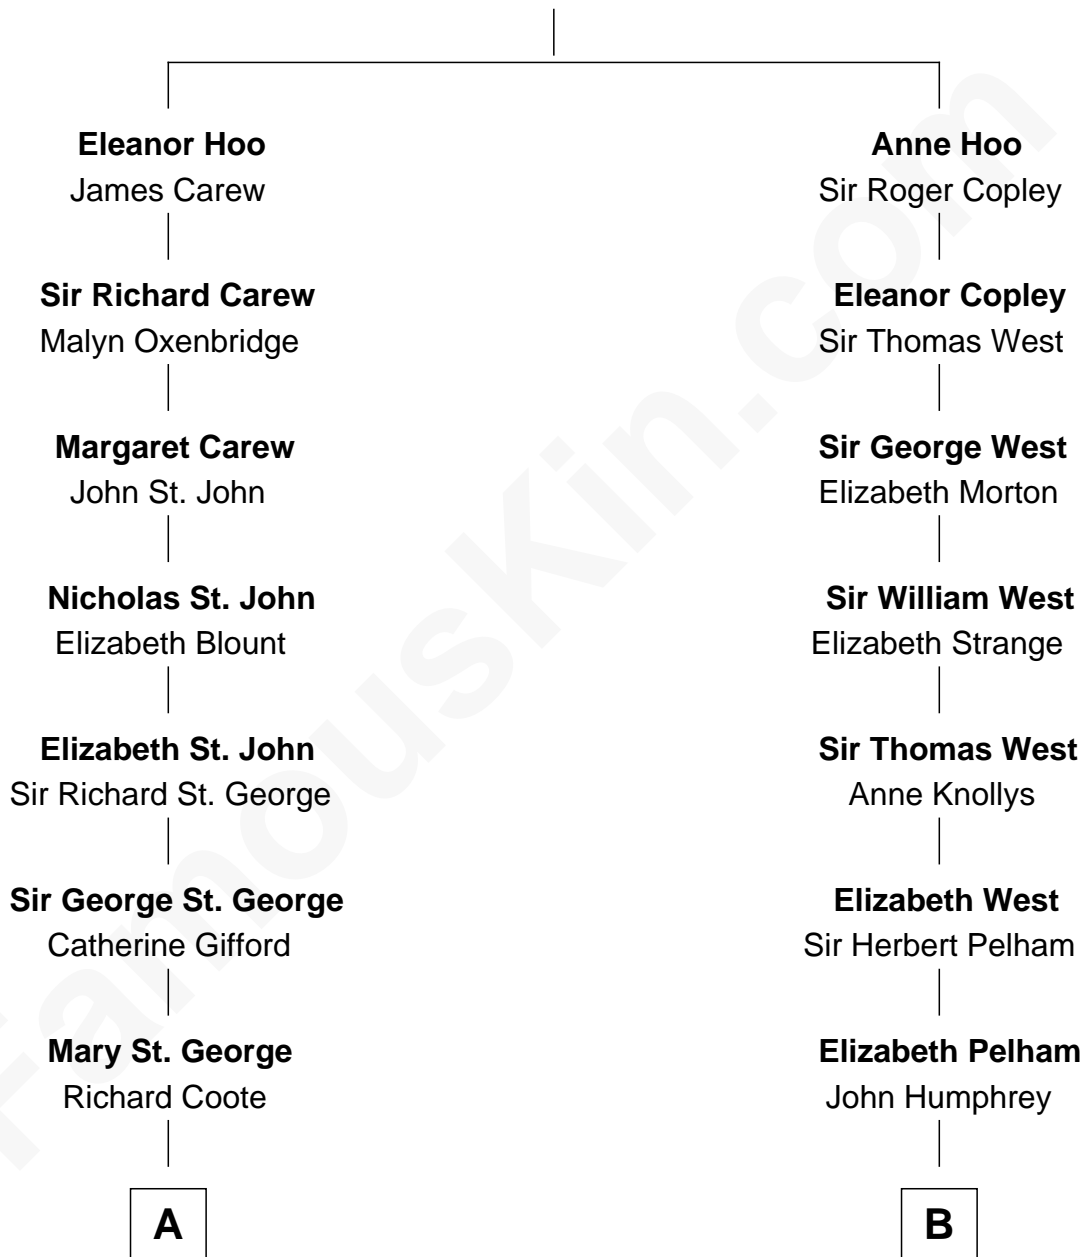 Eleanor Hoo
James Carew
Sir Richard Carew
Malyn Oxenbridge
Margaret Carew
John St. John
Nicholas St. John
Elizabeth Blount
Elizabeth St. John
Sir Richard St. George
Sir George St. George
Catherine Gifford
Mary St. George
Richard Coote
A
Anne Hoo
Sir Roger Copley
Eleanor Copley
Sir Thomas West
Sir George West
Elizabeth Morton
Sir William West
Elizabeth Strange
Sir Thomas West
Anne Knollys
Elizabeth West
Sir Herbert Pelham
Elizabeth Pelham
John Humphrey
B
FamousKin.com